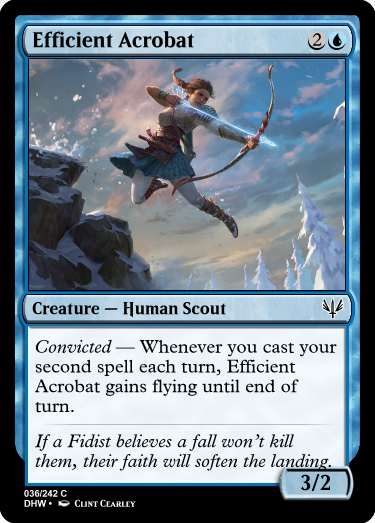 Efficient Acrobat 2
Creature — Human Scout
Convicted — Whenever you cast your
second spell each turn, Efficient
Acrobat gains flying until end of
turn.
If a Fidist believes a fall won't kill
them, their faith will soften the landing.
3/2
036/242 C
DHW • Clint Cearley